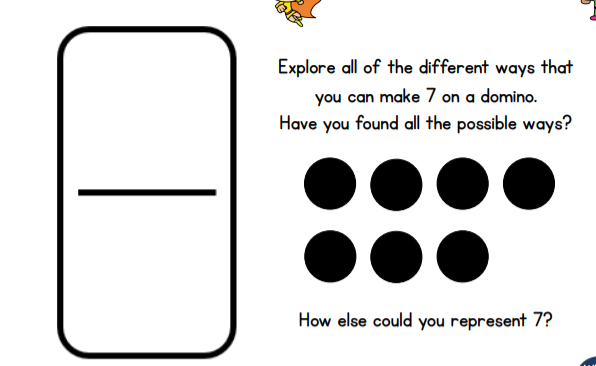 Explore all of the different ways that
you can make 7 on a domino.
Have you found all the possible ways?
How else could you represent 7?